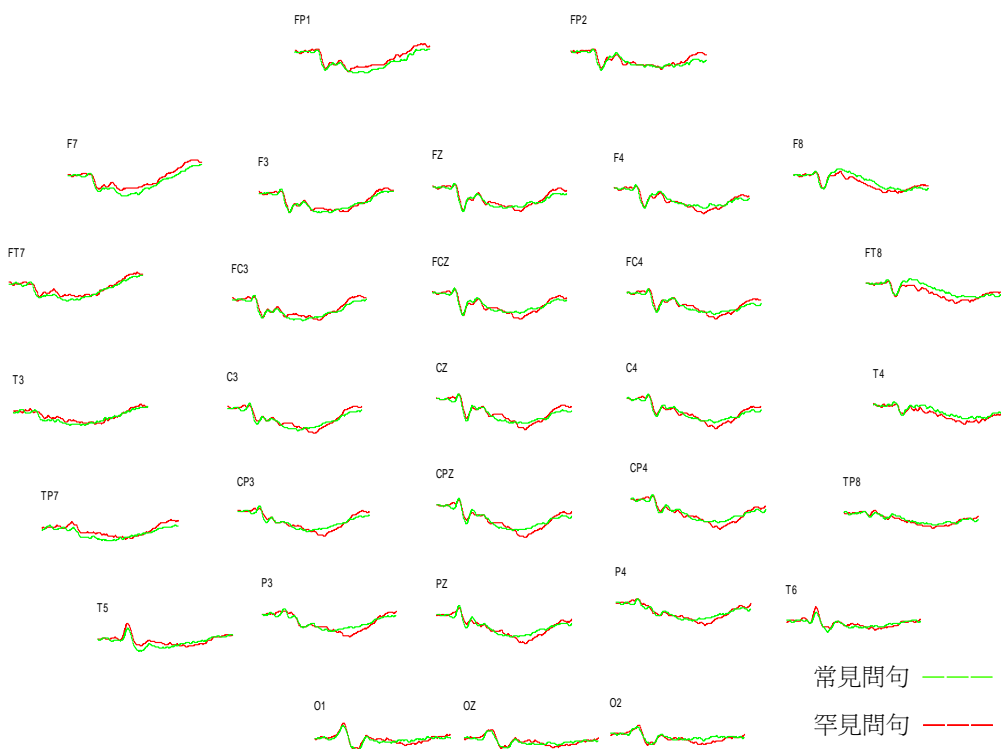 FP1
FP2
F7
F3
FZ
F4
F8
FT7
FC3
FCZ
FC4
FT8
T3
C3
CZ
C4
T4
TP7
CP3
CPZ
CP4
TP8
T5
P3
PZ
P4
T6
常見問句
罕見問句
O1
OZ
O2